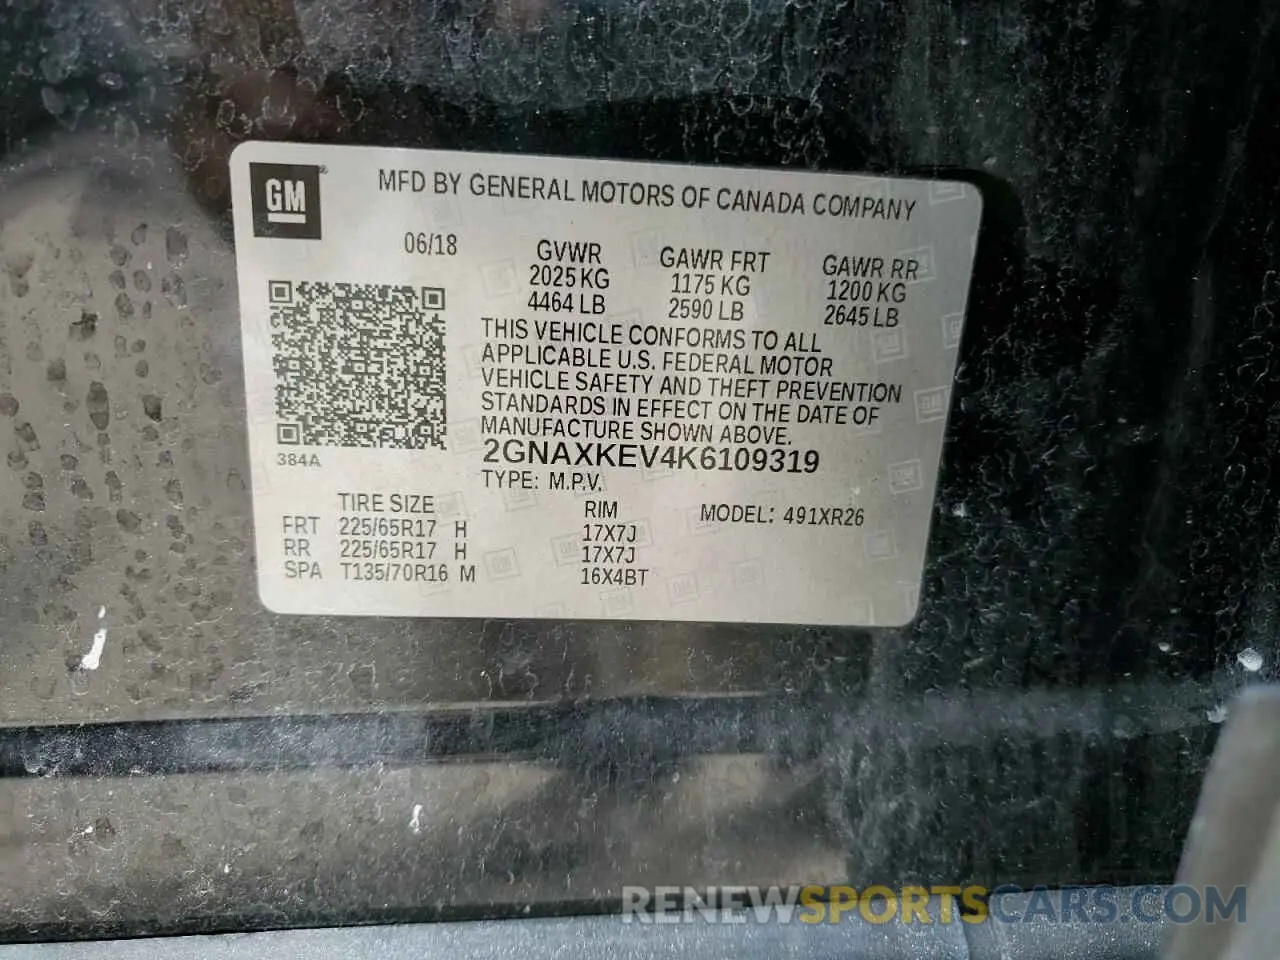 GM®
MFD BY GENERAL MOTORS OF CANADA COMPANY
06/18
GVWR GAWR FRT GAWR RR
2025 KG 1175 KG 1200 KG
4464 LB 2590 LB 2645 LB
THIS VEHICLE CONFORMS TO ALL
APPLICABLE U.S. FEDERAL MOTOR
VEHICLE SAFETY AND THEFT PREVENTION
STANDARDS IN EFFECT ON THE DATE OF
MANUFACTURE SHOWN ABOVE.
384A
2GNAXKEV4K6109319
TYPE: M.P.V.
TIRE SIZE RIM MODEL: 491XR26
FRT 225/65R17 H 17X7J
RR 225/65R17 H 17X7J
SPA T135/70R16 M 16X4BT
RENEWSPORTSCARS.COM